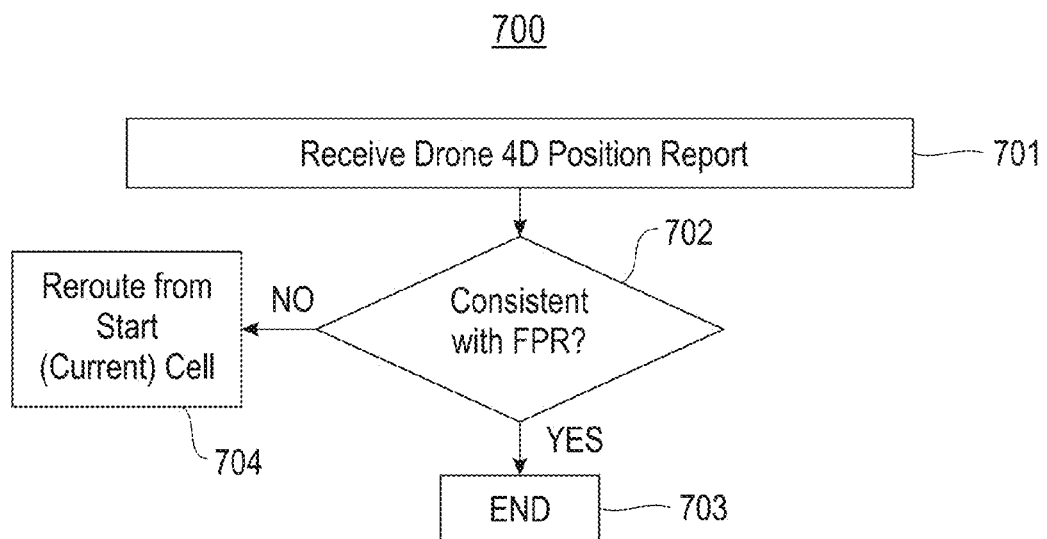 700
Receive Drone 4D Position Report
701
702
Reroute from
Start
(Current) Cell
NO
Consistent
with FPR?
704
YES
END
703